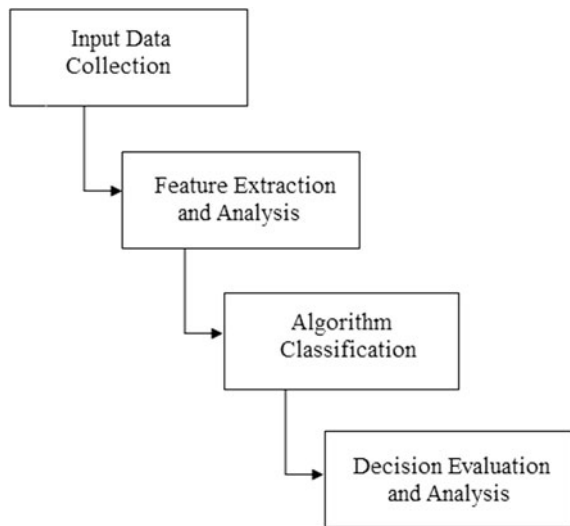 Input Data
Collection
Feature Extraction
and Analysis
Algorithm
Classification
Decision Evaluation
and Analysis